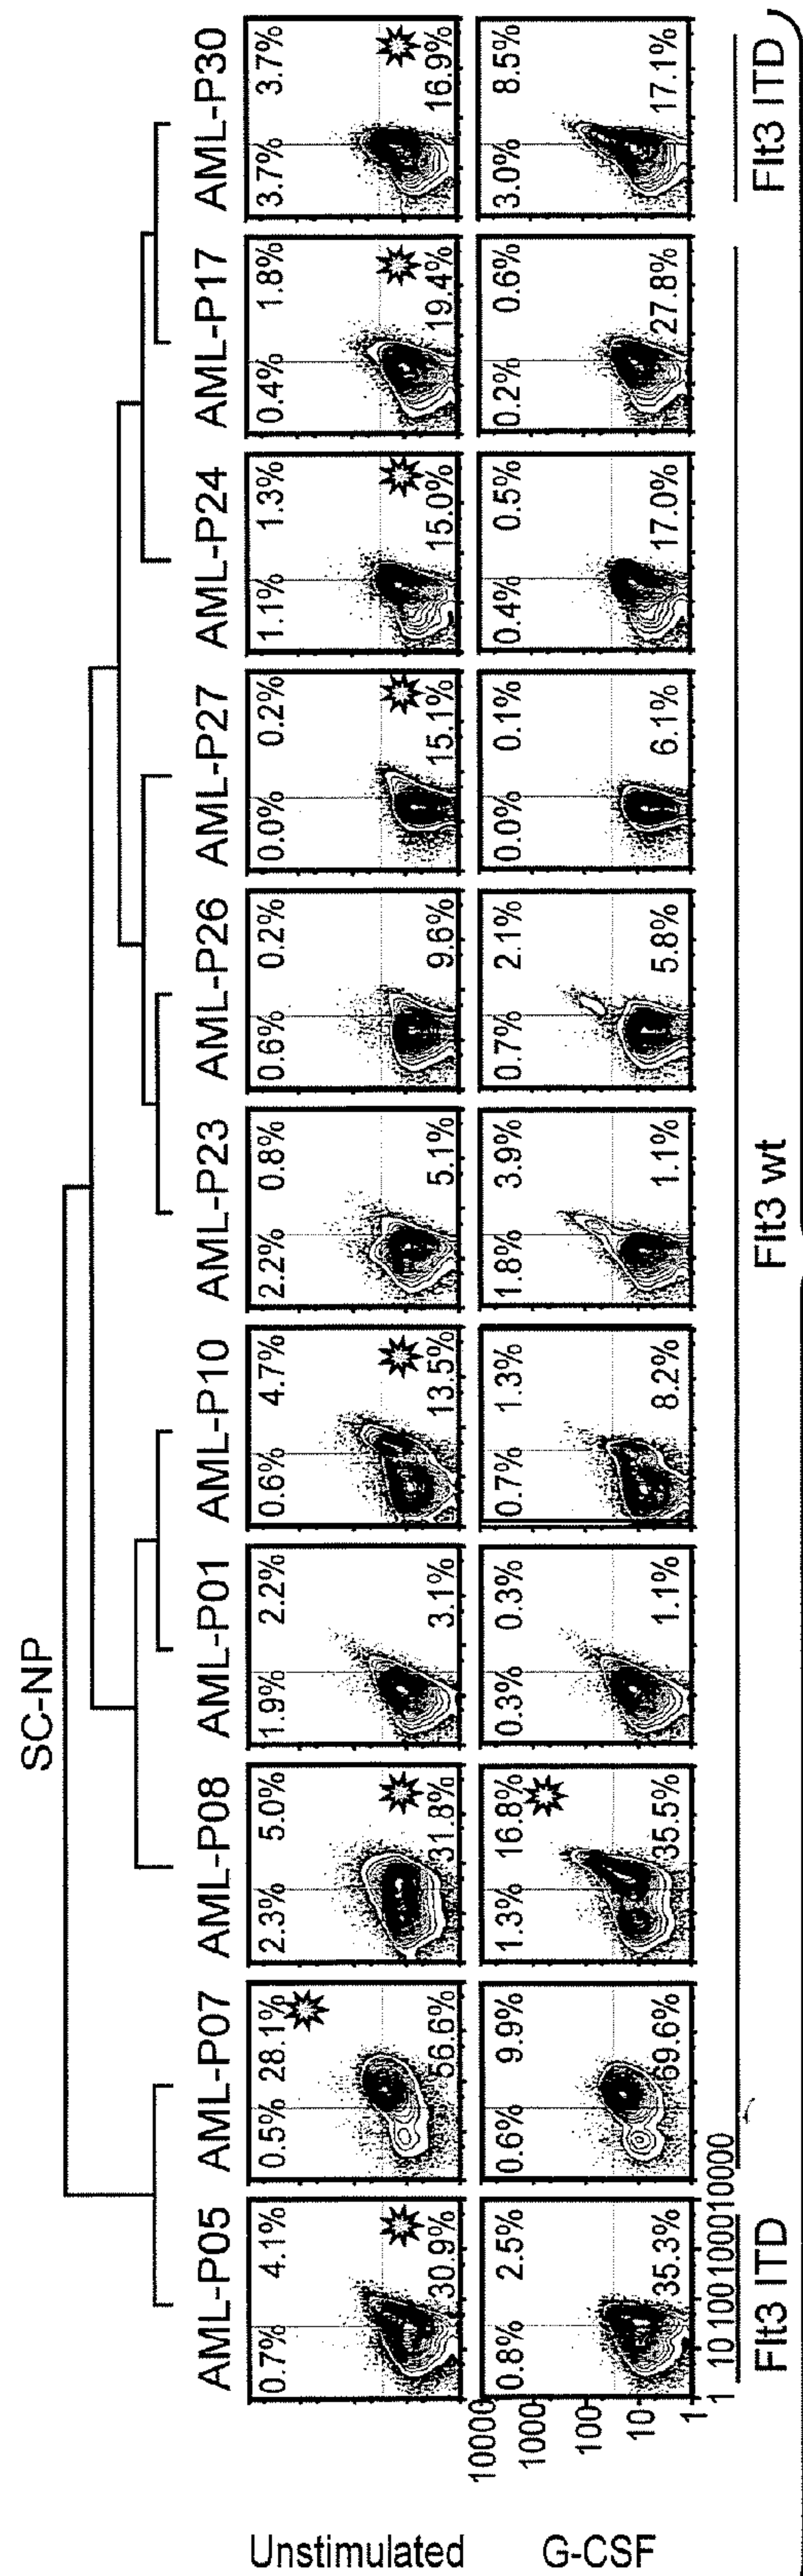 SC-NP
AML-P05 AML-P07 AML-P08 AML-P01 AML-P10 AML-P23 AML-P26 AML-P27 AML-P24 AML-P17 AML-P30
Unstimulated
0.7% 4.1% 0.5% 28.1% 2.3% 5.0% 1.9% 2.2% 0.6% 4.7% 2.2% 0.8% 0.6% 0.2% 0.0% 0.2% 1.1% 1.3% 0.4% 1.8% 3.7% 3.7%
30.9% 56.6% 31.8% 3.1% 13.5% 5.1% 9.6% 15.1% 15.0% 19.4% 16.9%
G-CSF
10000
1000
100
10
1
0.8% 2.5% 0.6% 9.9% 1.3% 16.8% 0.3% 0.3% 0.7% 1.3% 1.8% 3.9% 0.7% 2.1% 0.0% 0.1% 0.4% 0.5% 0.2% 0.6% 3.0% 8.5%
35.3% 69.6% 35.5% 1.1% 8.2% 1.1% 5.8% 6.1% 17.0% 27.8% 17.1%
1 10 100 1000 10000
Flt3 ITD Flt3 wt Flt3 ITD